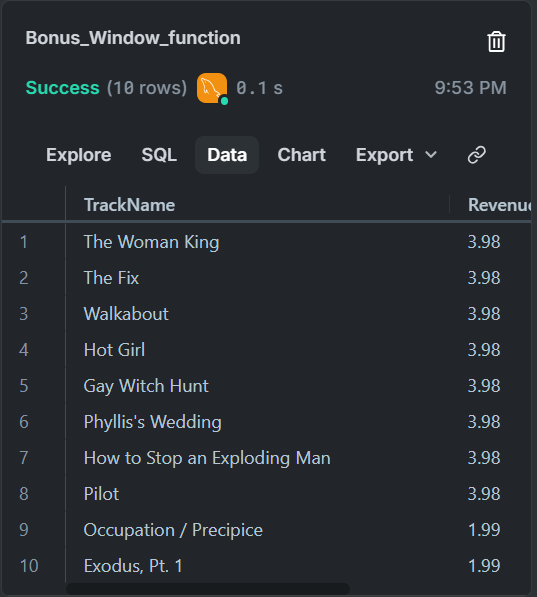 Bonus_Window_function
Success (10 rows) 0.1 s 9:53 PM
Explore SQL Data Chart Export
TrackName Revenue
1 The Woman King 3.98
2 The Fix 3.98
3 Walkabout 3.98
4 Hot Girl 3.98
5 Gay Witch Hunt 3.98
6 Phyllis's Wedding 3.98
7 How to Stop an Exploding Man 3.98
8 Pilot 3.98
9 Occupation / Precipice 1.99
10 Exodus, Pt. 1 1.99